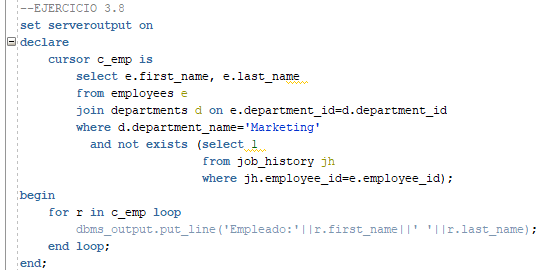 --EJERCICIO 3.8
set serveroutput on
declare
cursor c_emp is
select e.first_name, e.last_name
from employees e
join departments d on e.department_id=d.department_id
where d.department_name='Marketing'
and not exists (select 1
from job_history jh
where jh.employee_id=e.employee_id);
begin
for r in c_emp loop
dbms_output.put_line('Empleado:'||r.first_name||' '||r.last_name);
end loop;
end;